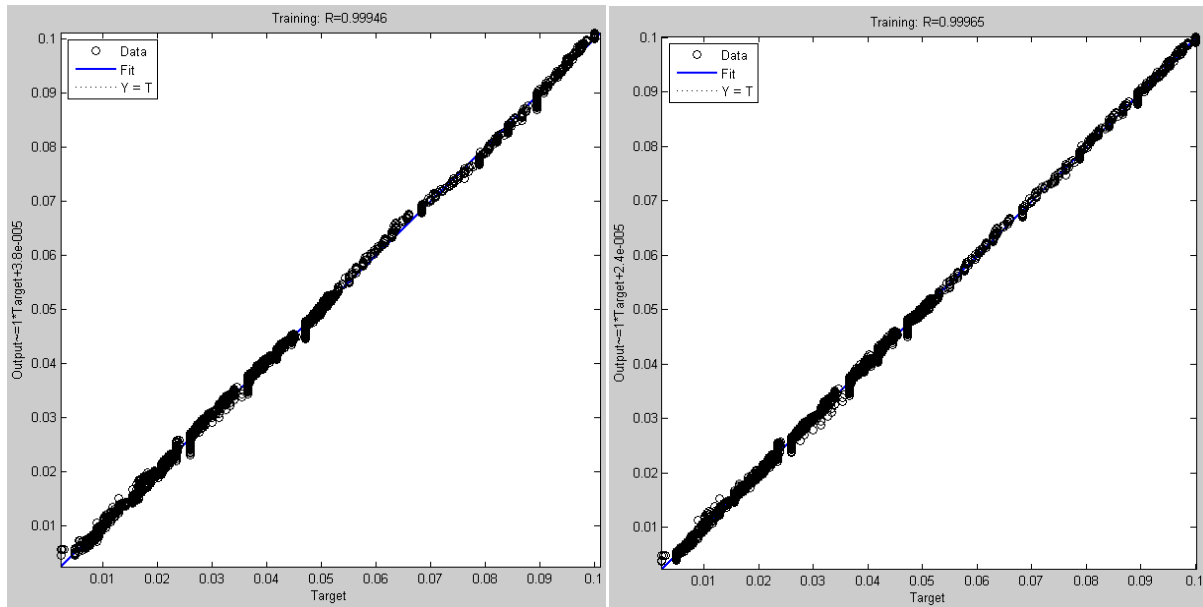 Training: R=0.99946
Data
Fit
Y = T
0.1
0.09
0.08
0.07
0.06
0.05
0.04
0.03
0.02
0.01
Output~=1*Target+3.8e-005
0.01 0.02 0.03 0.04 0.05 0.06 0.07 0.08 0.09 0.1
Target
Training: R=0.99965
Data
Fit
Y = T
0.1
0.09
0.08
0.07
0.06
0.05
0.04
0.03
0.02
0.01
Output~=1*Target+2.4e-005
0.01 0.02 0.03 0.04 0.05 0.06 0.07 0.08 0.09 0.1
Target